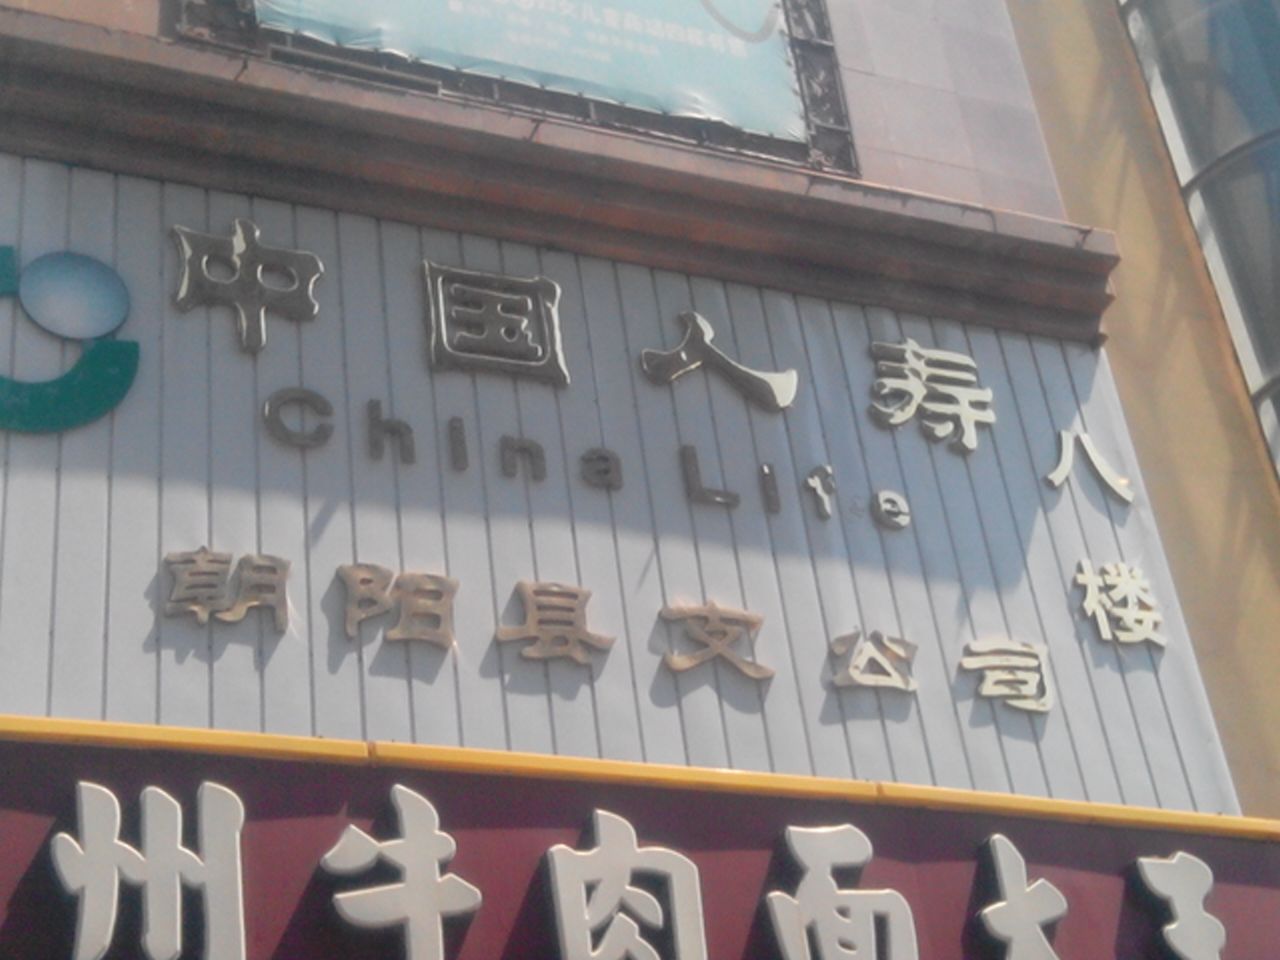 中国人寿
China Life
八楼
朝阳县支公司
州牛肉面大王